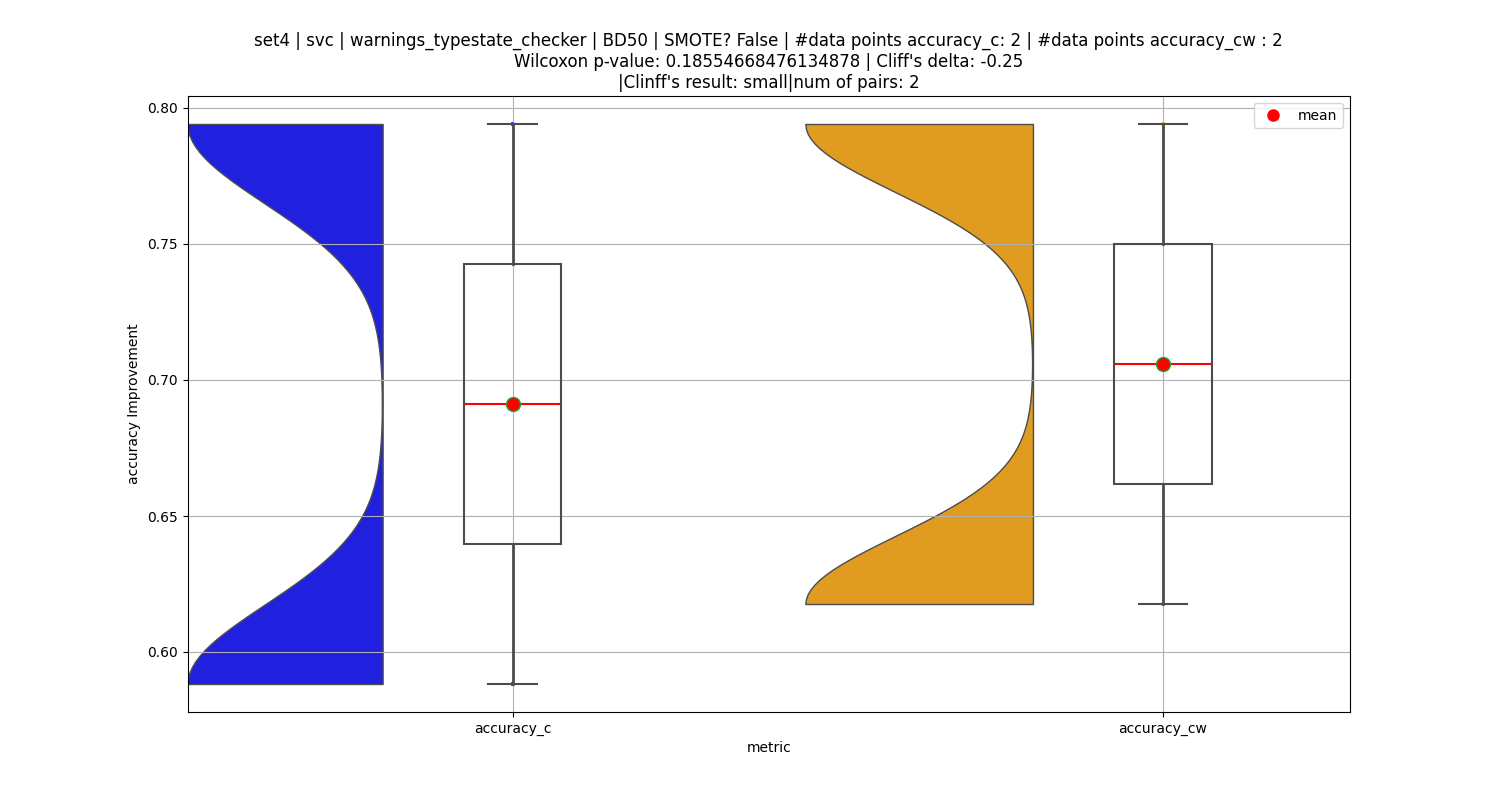 set4 | svc | warnings_typestate_checker | BD50 | SMOTE? False | #data points accuracy_c: 2 | #data points accuracy_cw : 2
Wilcoxon p-value: 0.18554668476134878 | Cliff's delta: -0.25
|Clinff's result: small|num of pairs: 2
mean
0.80
0.75
0.70
0.65
0.60
accuracy Improvement
accuracy_c
accuracy_cw
metric